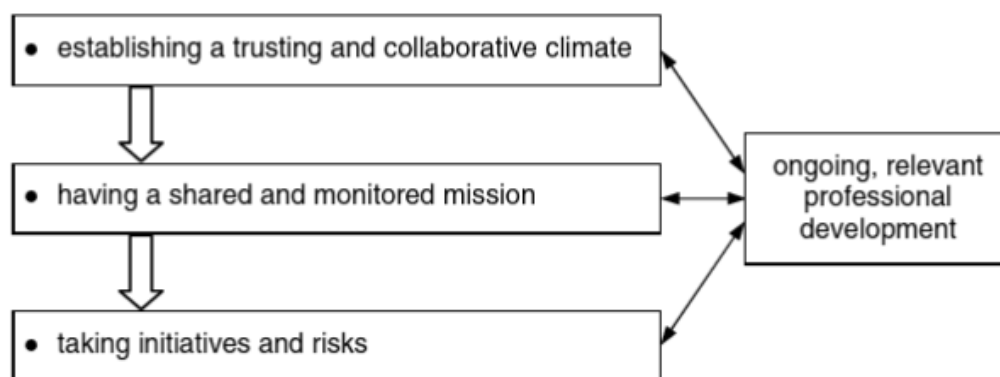 • establishing a trusting and collaborative climate
• having a shared and monitored mission
• taking initiatives and risks
ongoing, relevant
professional
development